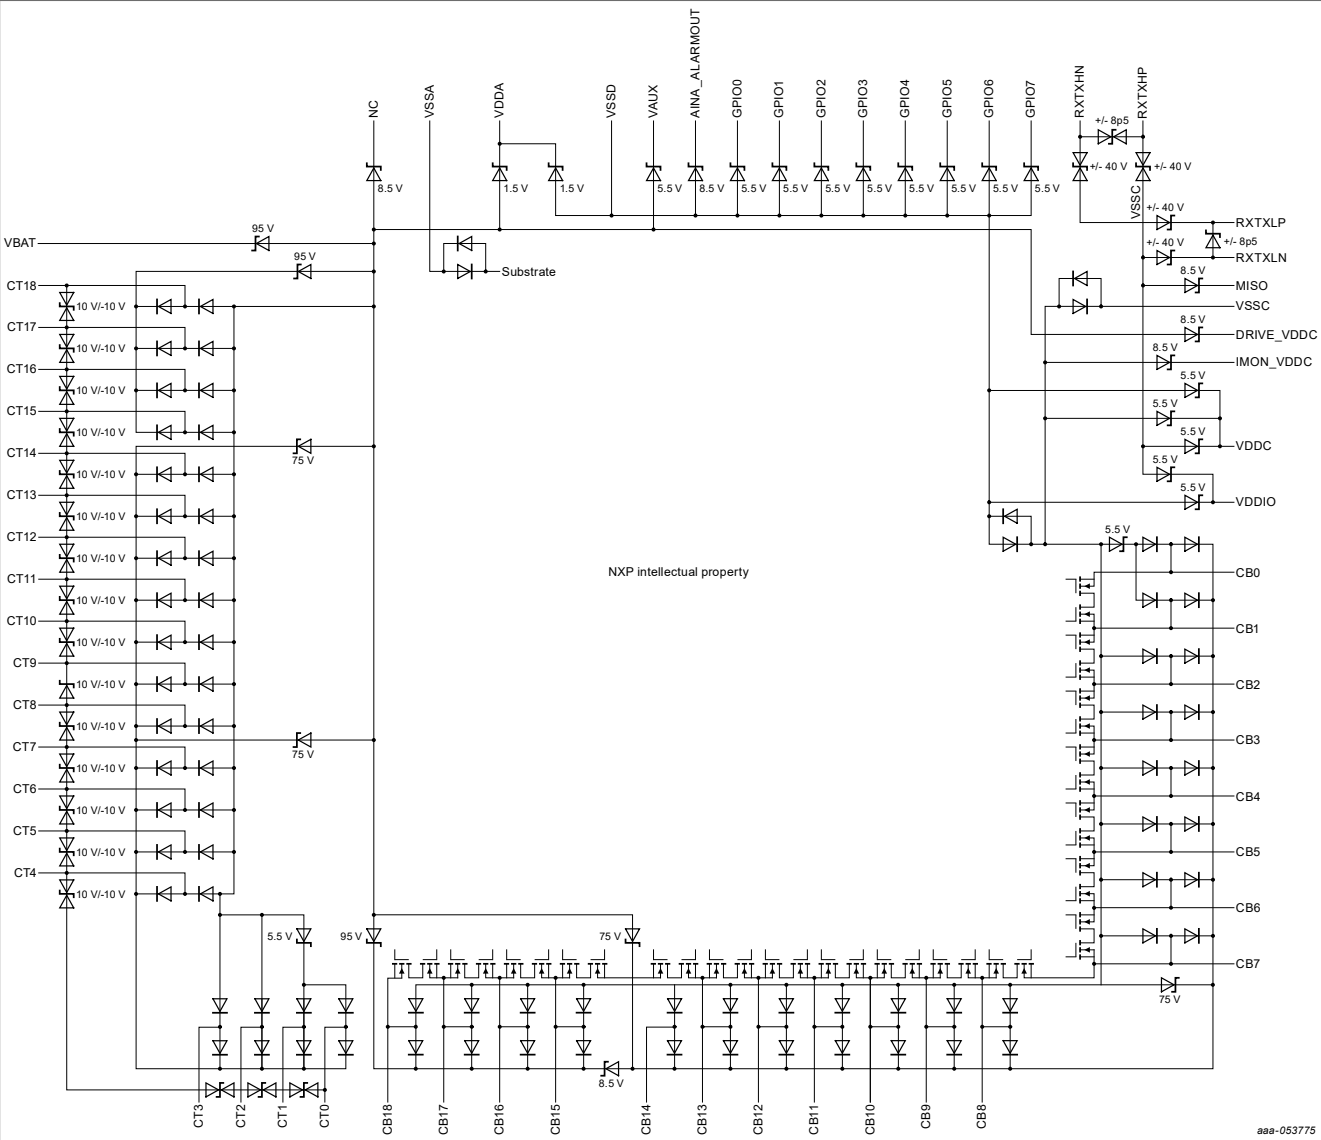 NC
VSSA
VDDA
VSSD
VAUX
AINA_ALARMOUT
GPIO0
GPIO1
GPIO2
GPIO3
GPIO4
GPIO5
GPIO6
GPIO7
RXTXHN
RXTXHP
+/- 8p5
8.5 V
1.5 V
1.5 V
5.5 V
8.5 V
5.5 V
5.5 V
5.5 V
5.5 V
5.5 V
5.5 V
5.5 V
5.5 V
+/- 40 V
+/- 40 V
VSSC
+/- 40 V
RXTXLP
+/- 40 V
+/- 8p5
RXTXLN
8.5 V
MISO
VSSC
8.5 V
DRIVE_VDDC
8.5 V
IMON_VDDC
5.5 V
5.5 V
5.5 V
VDDC
5.5 V
5.5 V
VDDIO
5.5 V
VBAT
95 V
95 V
Substrate
CT18
10 V/-10 V
CT17
10 V/-10 V
CT16
10 V/-10 V
CT15
10 V/-10 V
CT14
75 V
10 V/-10 V
CT13
10 V/-10 V
CT12
10 V/-10 V
CT11
10 V/-10 V
CT10
10 V/-10 V
CT9
10 V/-10 V
CT8
10 V/-10 V
CT7
75 V
10 V/-10 V
CT6
10 V/-10 V
CT5
10 V/-10 V
CT4
10 V/-10 V
NXP intellectual property
CB0
CB1
CB2
CB3
CB4
CB5
CB6
CB7
5.5 V
95 V
75 V
75 V
8.5 V
CT3
CT2
CT1
CT0
CB18
CB17
CB16
CB15
CB14
CB13
CB12
CB11
CB10
CB9
CB8
aaa-053775